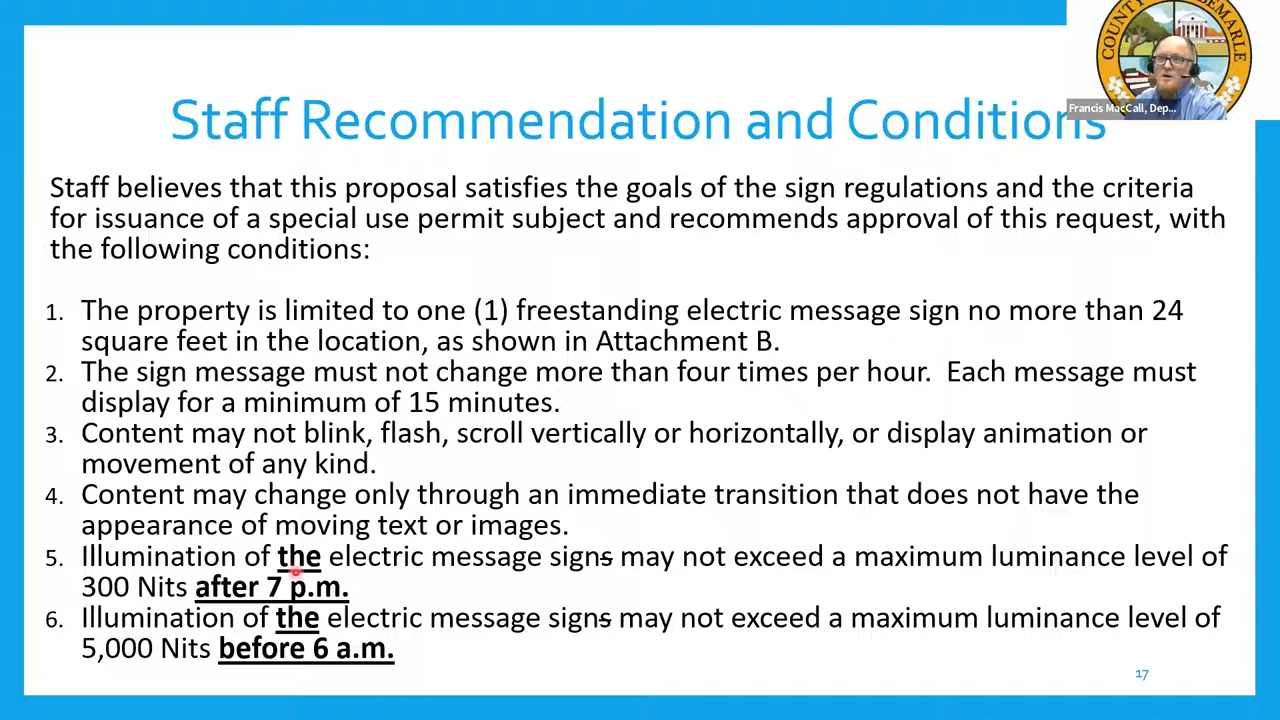 COUNTY
EMARLE
Francis MacCall, Dep...
Staff Recommendation and Conditions
Staff believes that this proposal satisfies the goals of the sign regulations and the criteria
for issuance of a special use permit subject and recommends approval of this request, with
the following conditions:
1. The property is limited to one (1) freestanding electric message sign no more than 24
square feet in the location, as shown in Attachment B.
2. The sign message must not change more than four times per hour.  Each message must
display for a minimum of 15 minutes.
3. Content may not blink, flash, scroll vertically or horizontally, or display animation or
movement of any kind.
4. Content may change only through an immediate transition that does not have the
appearance of moving text or images.
5. Illumination of the electric message signs may not exceed a maximum luminance level of
300 Nits after 7 p.m.
6. Illumination of the electric message signs may not exceed a maximum luminance level of
5,000 Nits before 6 a.m.
17